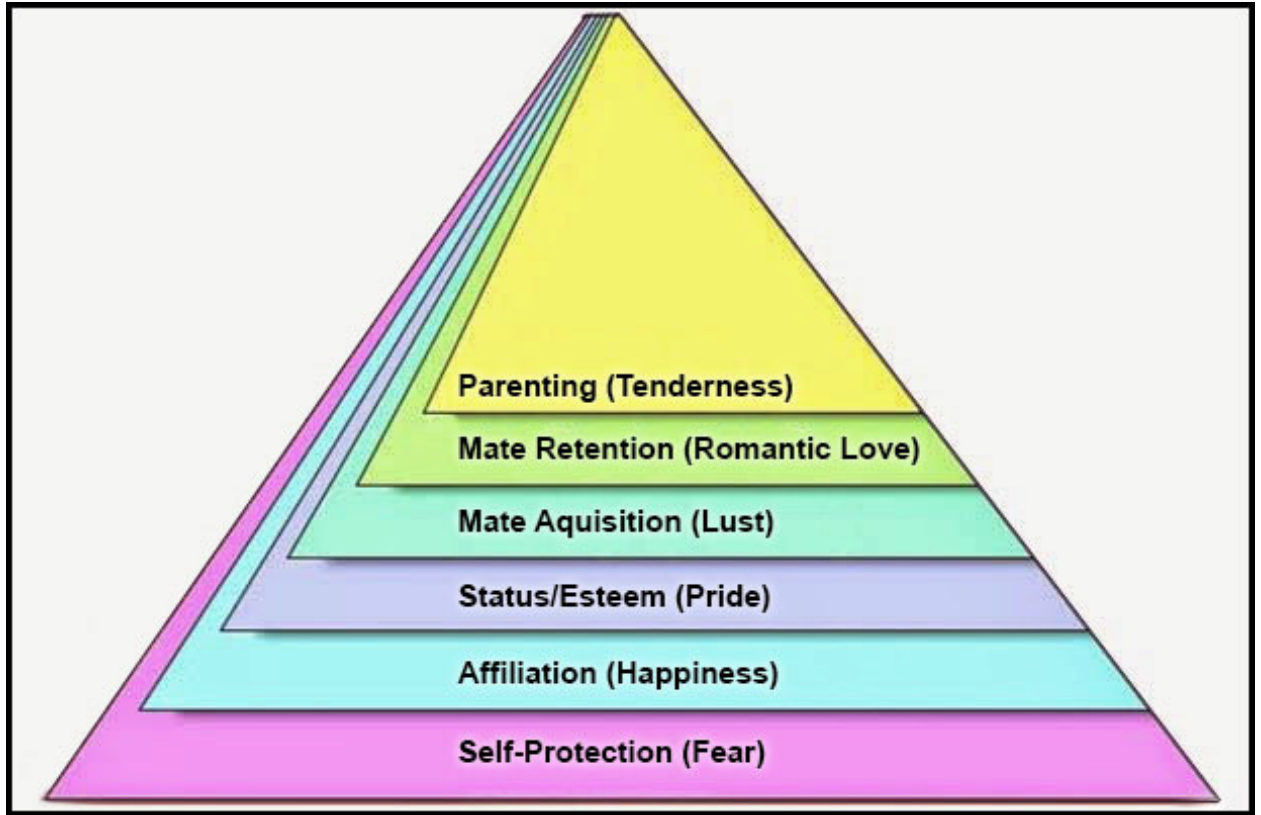 Parenting (Tenderness)
Mate Retention (Romantic Love)
Mate Aquisition (Lust)
Status/Esteem (Pride)
Affiliation (Happiness)
Self-Protection (Fear)